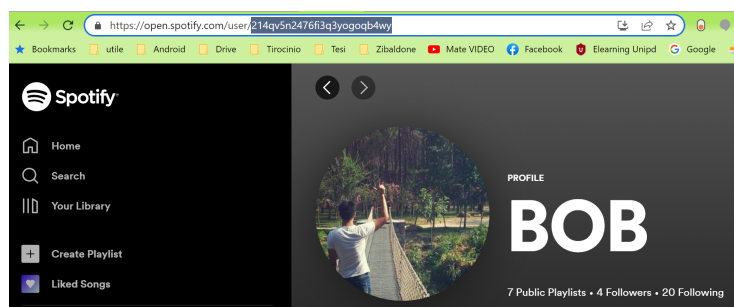 https://open.spotify.com/user/214qv5n2476fi3q3yogoqb4wy
Bookmarks utile Android Drive Tirocinio Tesi Zibaldone Mate VIDEO Facebook Elearning Unipd Google
Spotify
Home
Search
Your Library
Create Playlist
Liked Songs
PROFILE
BOB
7 Public Playlists • 4 Followers • 20 Following